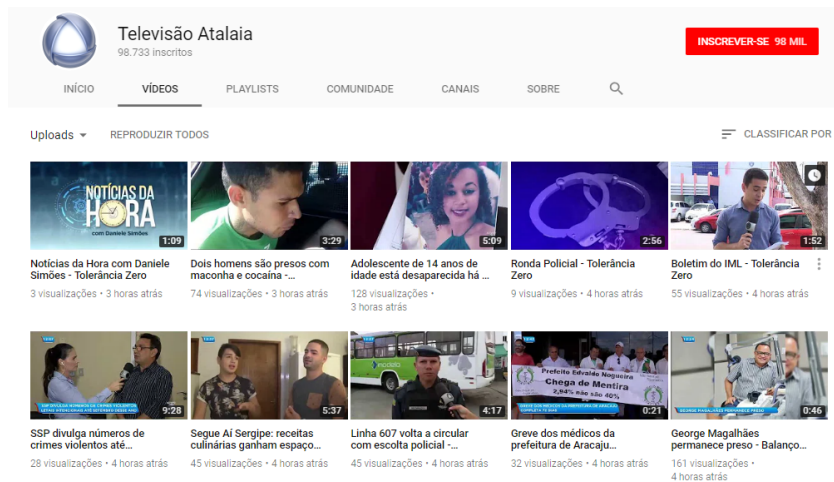 Televisão Atalaia
98.733 inscritos
INSCREVER-SE 98 MIL
INÍCIO VÍDEOS PLAYLISTS COMUNIDADE CANAIS SOBRE
Uploads REPRODUZIR TODOS CLASSIFICAR POR
NOTÍCIAS DA
HORA
com Daniele Simões
1:09 3:29 5:09 2:56 1:52
Notícias da Hora com Daniele
Simões - Tolerância Zero
3 visualizações • 3 horas atrás
Dois homens são presos com
maconha e cocaína -...
74 visualizações • 3 horas atrás
Adolescente de 14 anos de
idade está desaparecida há ...
128 visualizações •
3 horas atrás
Ronda Policial - Tolerância
Zero
9 visualizações • 4 horas atrás
Boletim do IML - Tolerância
Zero
55 visualizações • 4 horas atrás
Prefeito Edvaldo Nogueira
Chega de Mentira
2,84% não são 40%
GEORGE MAGALHÃES PERMANECE PRESO
9:28 5:37 4:17 0:21 0:46
SSP divulga números de
crimes violentos até...
28 visualizações • 4 horas atrás
Segue Aí Sergipe: receitas
culinárias ganham espaço...
45 visualizações • 4 horas atrás
Linha 607 volta a circular
com escolta policial -...
45 visualizações • 4 horas atrás
Greve dos médicos da
prefeitura de Aracaju...
32 visualizações • 4 horas atrás
George Magalhães
permanece preso - Balanço...
161 visualizações •
4 horas atrás